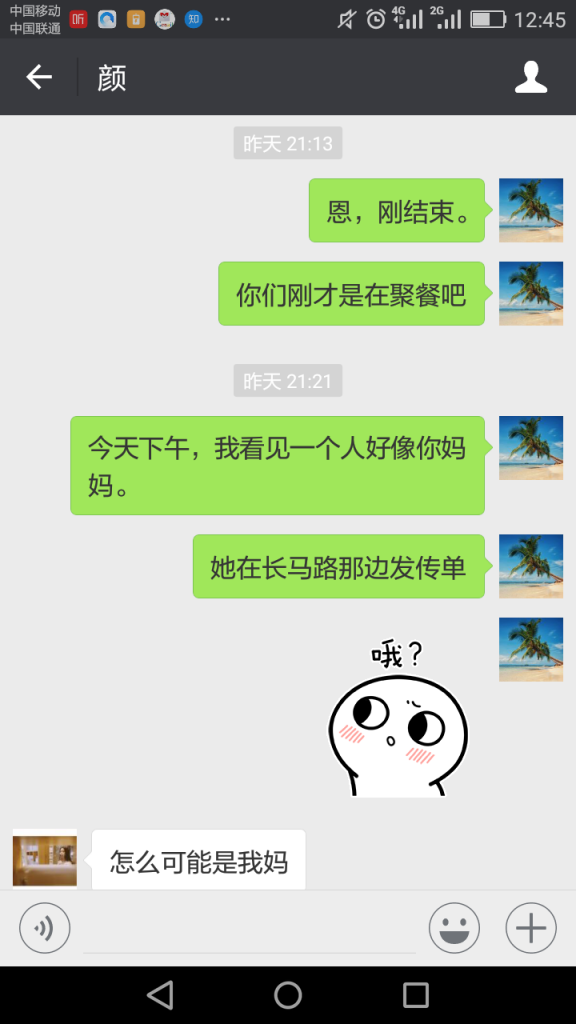 中国移动
中国联通
听
知
4G
2G
12:45
颜
昨天 21:13
恩，刚结束。
你们刚才是在聚餐吧
昨天 21:21
今天下午，我看见一个人好像你妈
妈。
她在长马路那边发传单
哦？
怎么可能是我妈